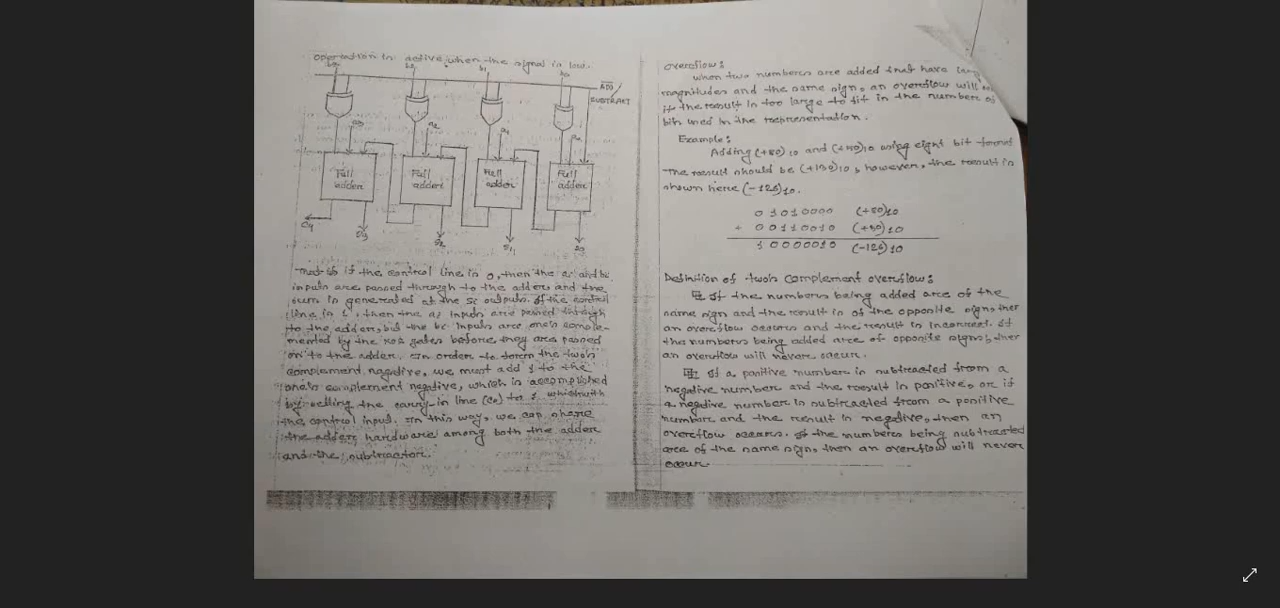 operation is active when the signal is low.
b3 b2 b1 b0
ADD
SUBTRACT
a3 a2 a1 a0
Full adder Full adder Full adder Full adder
C4
S3 S2 S1 S0
that is if the control line is 0, then the ai and bi
inputs are passed through to the adders and the
sum is generated at the si outputs. If the control
line is 1, then the ai inputs are passed through
to the adder, but the bi inputs are one's comple-
mented by the XOR gates before they are passed
on to the adder. In order to form the two's
complement negative, we must add 1 to the
one's complement negative, which is accomplished
by setting the carry-in line (c0) to 1 with
the control input. In this way, we can share
the adder hardware among both the adder
and the subtractor.
overflow:
When two numbers are added that have
magnitudes and the same sign, an overflow will
if the result is too large to fit in the number of
bits used in the representation.
Example:
Adding (+80)10 and (+50)10 using eight bit format
The result should be (+130)10, however, the result is
shown here (-126)10.
0 1 0 1 0 0 0 0 (+80)10
+ 0 0 1 1 0 0 1 0 (+50)10
1 0 0 0 0 0 1 0 (-126)10
Definition of two's complement overflow:
If the numbers being added are of the
same sign and the result is of the opposite sign, then
an overflow occurs and the result is incorrect. If
the numbers being added are of opposite signs, then
an overflow will never occur.
If a positive number is subtracted from a
negative number and the result is positive, or if
a negative number is subtracted from a positive
number and the result is negative, then an
overflow occurs. If the numbers being subtracted
are of the same sign, then an overflow will never
occur.